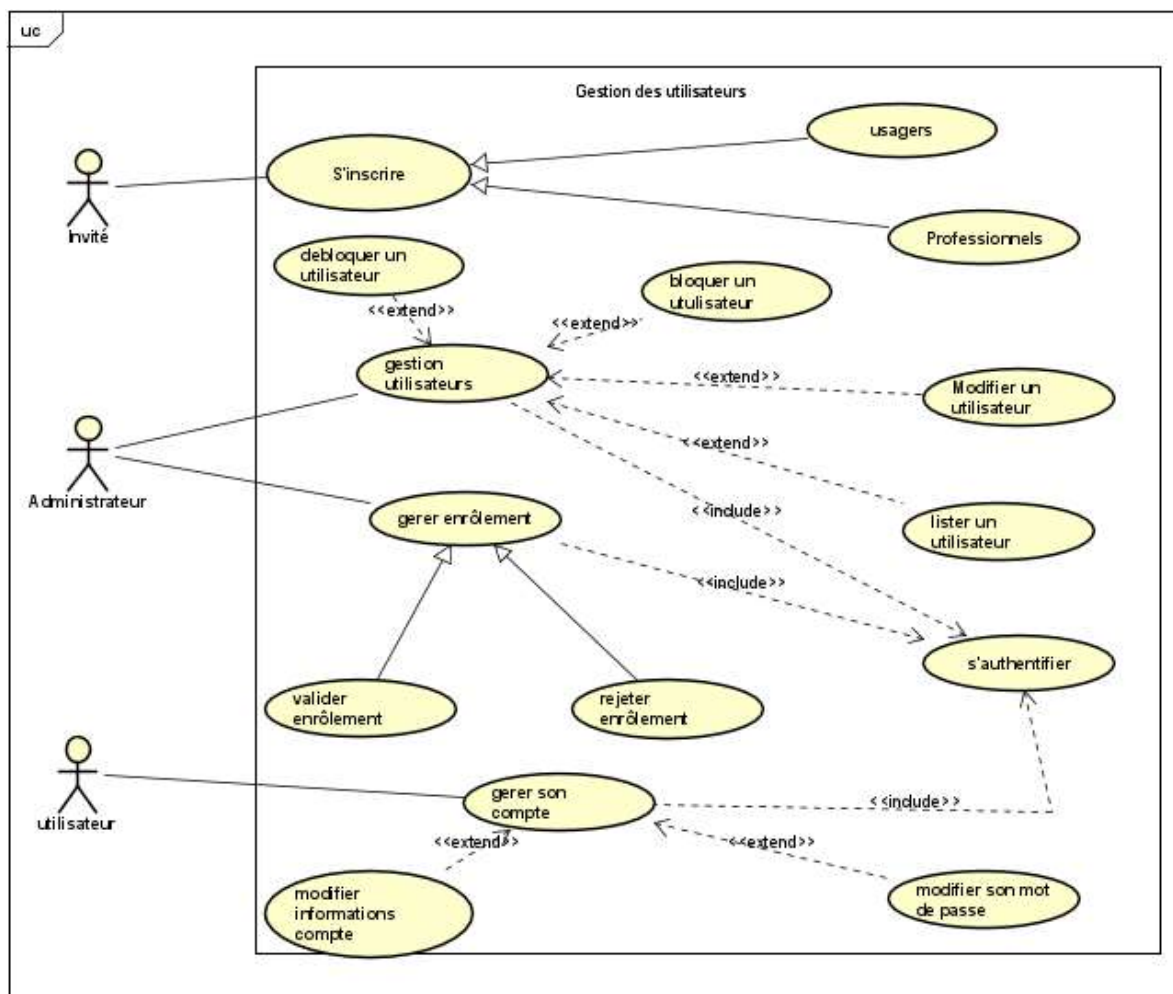 uc
Gestion des utilisateurs
usagers
S'inscrire
Invité
Professionnels
debloquer un
utilisateur
bloquer un
utulisateur
<<extend>>
<<extend>>
gestion
utilisateurs
<<extend>>
Modifier un
utilisateur
<<extend>>
Administrateur
gerer enrôlement
<<include>>
lister un
utilisateur
<<include>>
s'authentifier
valider
enrôlement
rejeter
enrôlement
utilisateur
gerer son
compte
<<include>>
<<extend>>
<<extend>>
modifier
informations
compte
modifier son mot
de passe